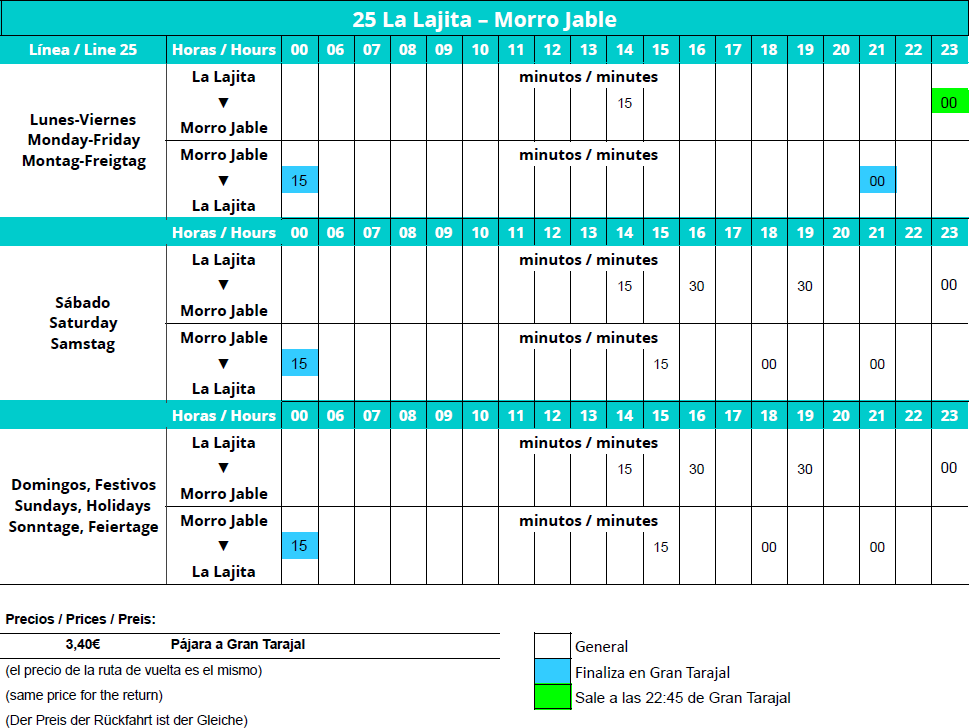 25 La Lajita – Morro Jable
Línea / Line 25 Horas / Hours 00 06 07 08 09 10 11 12 13 14 15 16 17 18 19 20 21 22 23
Lunes-Viernes
Monday-Friday
Montag-Freigtag
La Lajita minutos / minutes
▼ 15 00
Morro Jable
Morro Jable minutos / minutes
▼ 15 00
La Lajita
Horas / Hours 00 06 07 08 09 10 11 12 13 14 15 16 17 18 19 20 21 22 23
Sábado
Saturday
Samstag
La Lajita minutos / minutes
▼ 15 30 30 00
Morro Jable
Morro Jable minutos / minutes
▼ 15 15 00 00
La Lajita
Horas / Hours 00 06 07 08 09 10 11 12 13 14 15 16 17 18 19 20 21 22 23
Domingos, Festivos
Sundays, Holidays
Sonntage, Feiertage
La Lajita minutos / minutes
▼ 15 30 30 00
Morro Jable
Morro Jable minutos / minutes
▼ 15 15 00 00
La Lajita
Precios / Prices / Preis:
3,40€ Pájara a Gran Tarajal
(el precio de la ruta de vuelta es el mismo)
(same price for the return)
(Der Preis der Rückfahrt ist der Gleiche)
General
Finaliza en Gran Tarajal
Sale a las 22:45 de Gran Tarajal